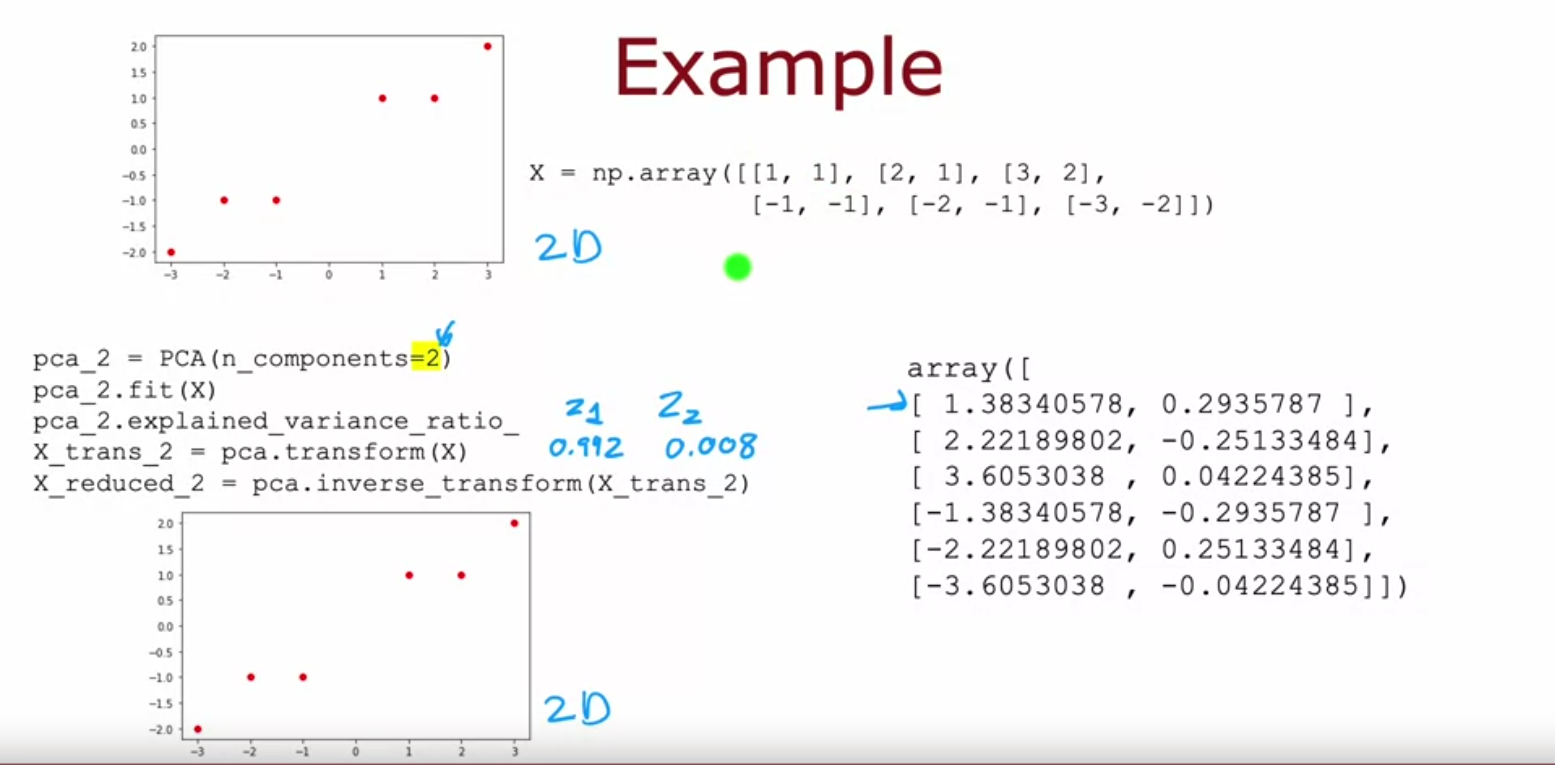 Example
2.0
1.5
1.0
0.5
0.0
−0.5
−1.0
−1.5
−2.0
−3 −2 −1 0 1 2 3
X = np.array([[1, 1], [2, 1], [3, 2],
[-1, -1], [-2, -1], [-3, -2]])
2D
pca_2 = PCA(n_components=2)
pca_2.fit(X)
pca_2.explained_variance_ratio_
X_trans_2 = pca.transform(X)
X_reduced_2 = pca.inverse_transform(X_trans_2)
z1 z2
0.992 0.008
array([
[ 1.38340578, 0.2935787 ],
[ 2.22189802, -0.25133484],
[ 3.6053038 , 0.04224385],
[-1.38340578, -0.2935787 ],
[-2.22189802, 0.25133484],
[-3.6053038 , -0.04224385]])
2.0
1.5
1.0
0.5
0.0
−0.5
−1.0
−1.5
−2.0
−3 −2 −1 0 1 2 3
2D